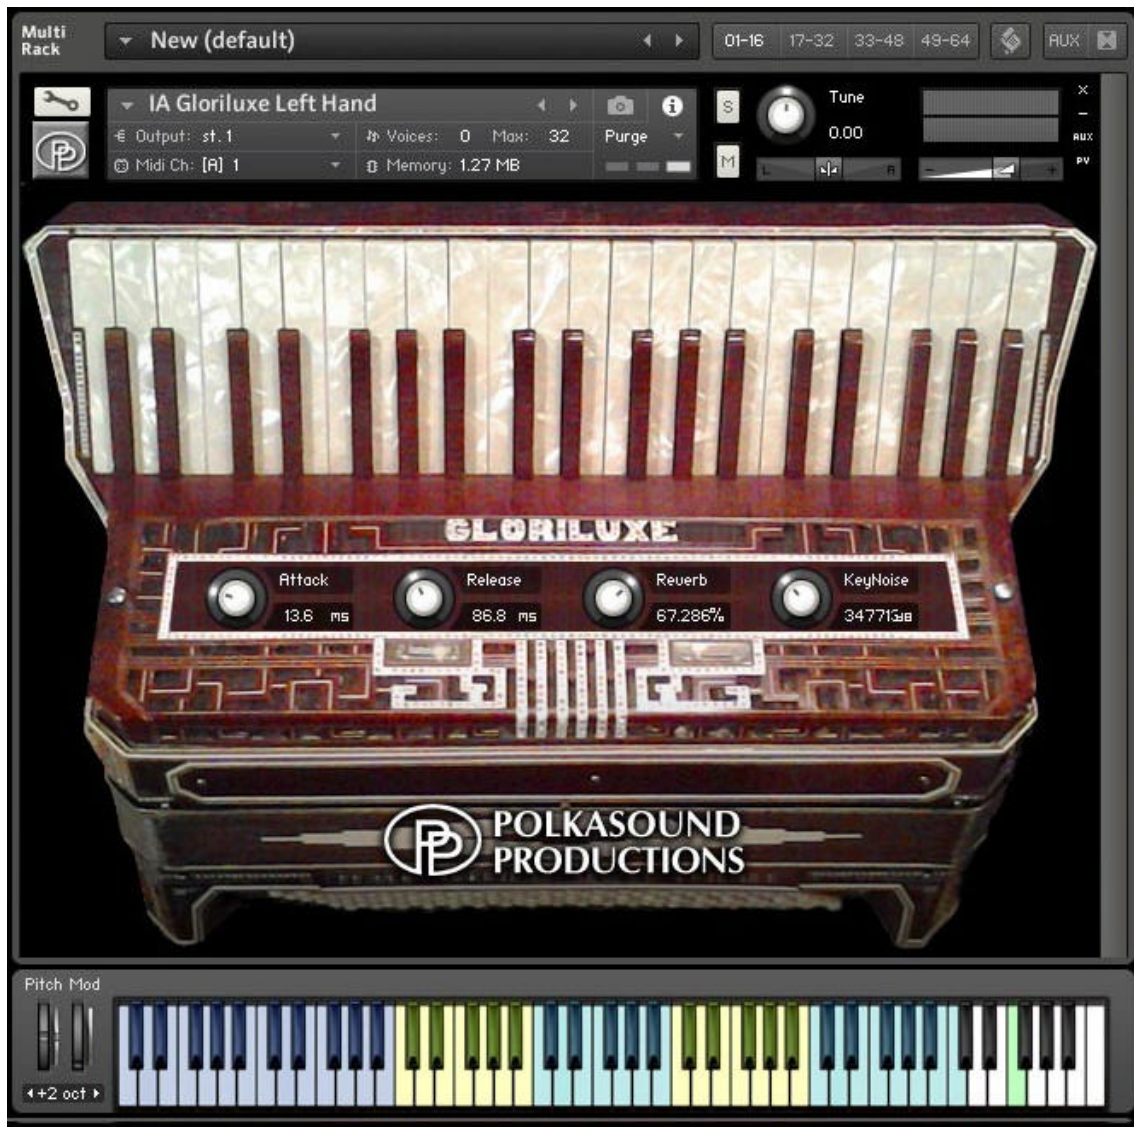 Multi
Rack
New (default)
01-16 17-32 33-48 49-64
AUX
IA Gloriluxe Left Hand
Output: st.1
Voices: 0 Max: 32
Purge
Midi Ch: [A] 1
Memory: 1.27 MB
S
M
Tune
0.00
L
R
-
+
x
-
AUX
PV
GLORILUXE
Attack
13.6 ms
Release
86.8 ms
Reverb
67.286%
KeyNoise
PP
POLKASOUND
PRODUCTIONS
Pitch Mod
+2 oct